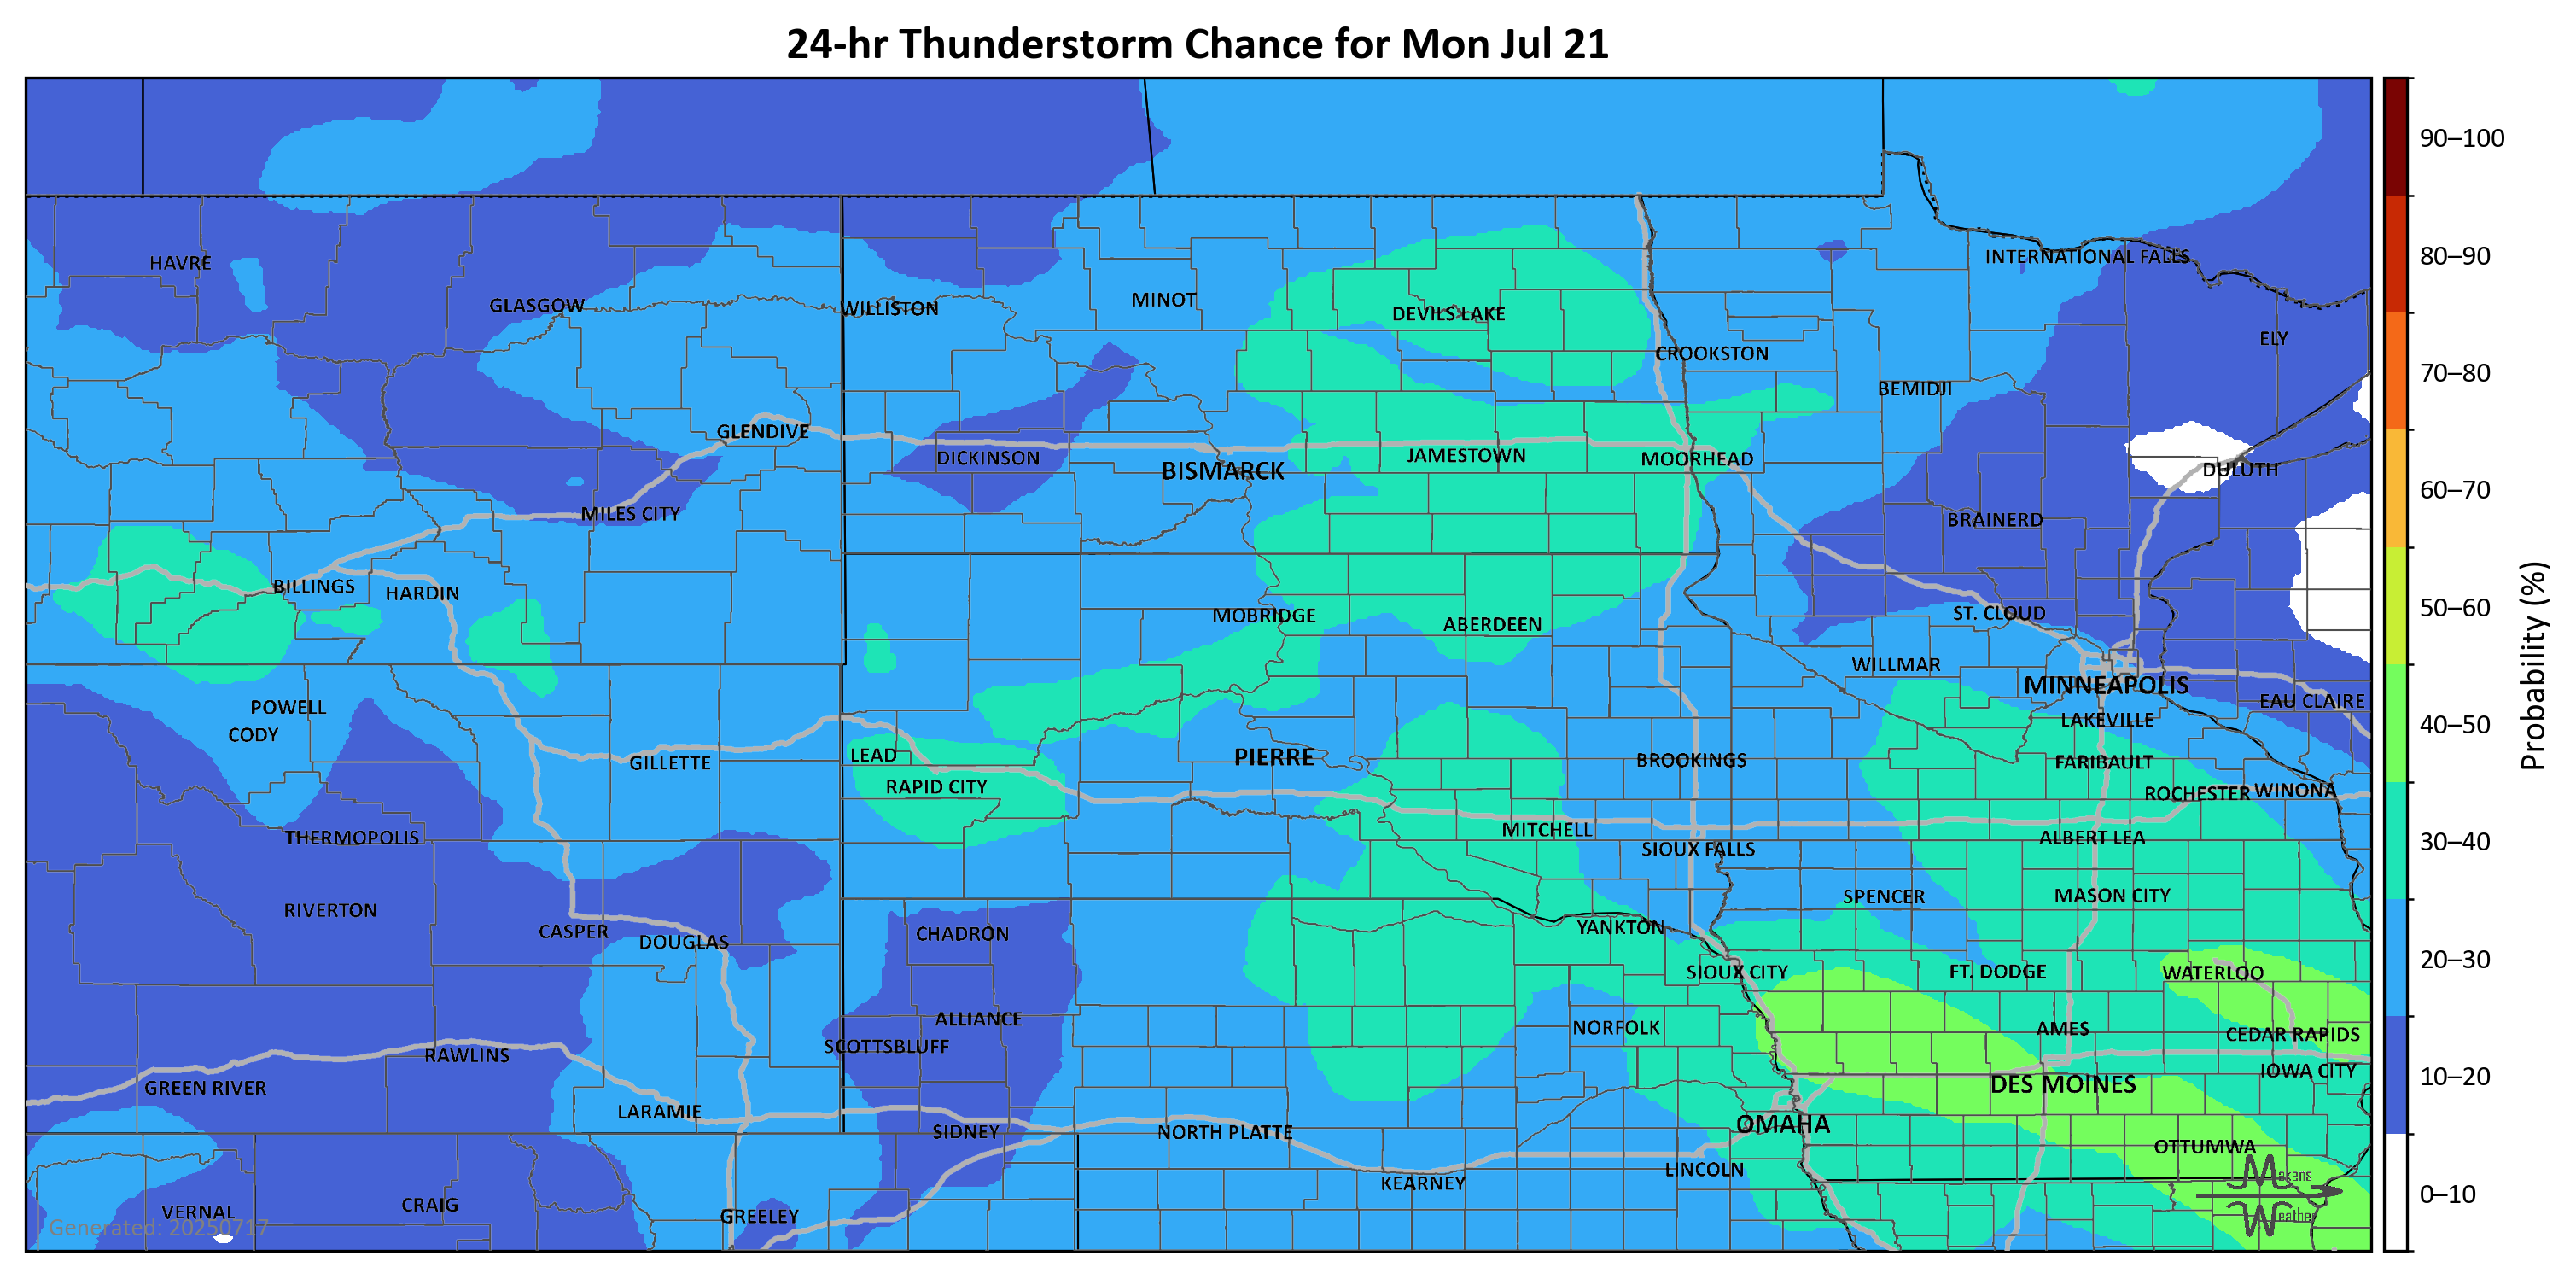 24-hr Thunderstorm Chance for Mon Jul 21
90–100
80–90
70–80
60–70
50–60
40–50
30–40
20–30
10–20
0–10
Probability (%)
HAVRE
INTERNATIONAL FALLS
MINOT
GLASGOW
WILLISTON
DEVILS LAKE
ELY
CROOKSTON
BEMIDJI
GLENDIVE
DICKINSON
BISMARCK
JAMESTOWN
MOORHEAD
DULUTH
MILES CITY
BRAINERD
BILLINGS
HARDIN
MOBRIDGE
ABERDEEN
ST. CLOUD
WILLMAR
MINNEAPOLIS
POWELL
EAU CLAIRE
CODY
LAKEVILLE
LEAD
GILLETTE
PIERRE
BROOKINGS
FARIBAULT
RAPID CITY
ROCHESTER
WINONA
THERMOPOLIS
MITCHELL
ALBERT LEA
SIOUX FALLS
RIVERTON
SPENCER
MASON CITY
CASPER
DOUGLAS
CHADRON
YANKTON
SIOUX CITY
FT. DODGE
WATERLOO
ALLIANCE
NORFOLK
AMES
CEDAR RAPIDS
SCOTTSBLUFF
RAWLINS
IOWA CITY
GREEN RIVER
DES MOINES
LARAMIE
OMAHA
SIDNEY
NORTH PLATTE
OTTUMWA
LINCOLN
KEARNEY
Makens
Weather
VERNAL
CRAIG
GREELEY
Generated: 20250717